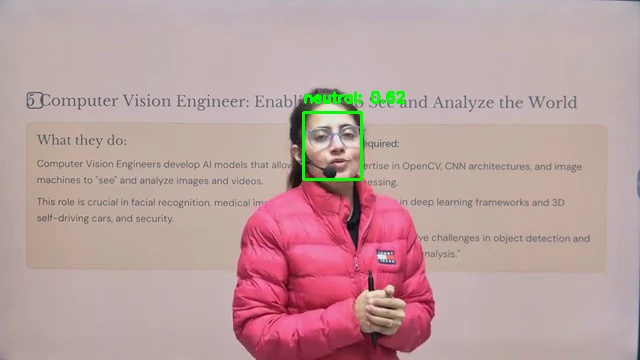 neutral: 0.62
5 Computer Vision Engineer: Enabl See and Analyze the World
What they do:
equired:
Computer Vision Engineers develop AI models that allow
machines to "see" and analyze images and videos.
ertise in OpenCV, CNN architectures, and image
essing.
This role is crucial in facial recognition, medical im
self-driving cars, and security.
in deep learning frameworks and 3D
ve challenges in object detection and
nalysis."
TOMMY
JEANS